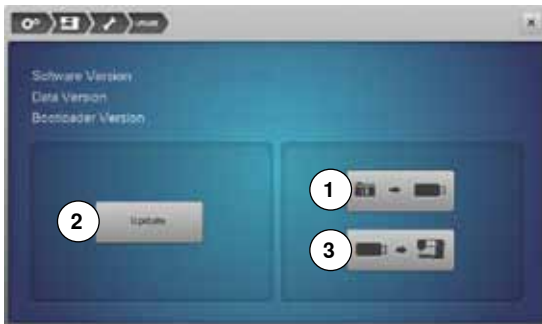 Software Version
Data Version
Bootloader Version
1
2
Update
3